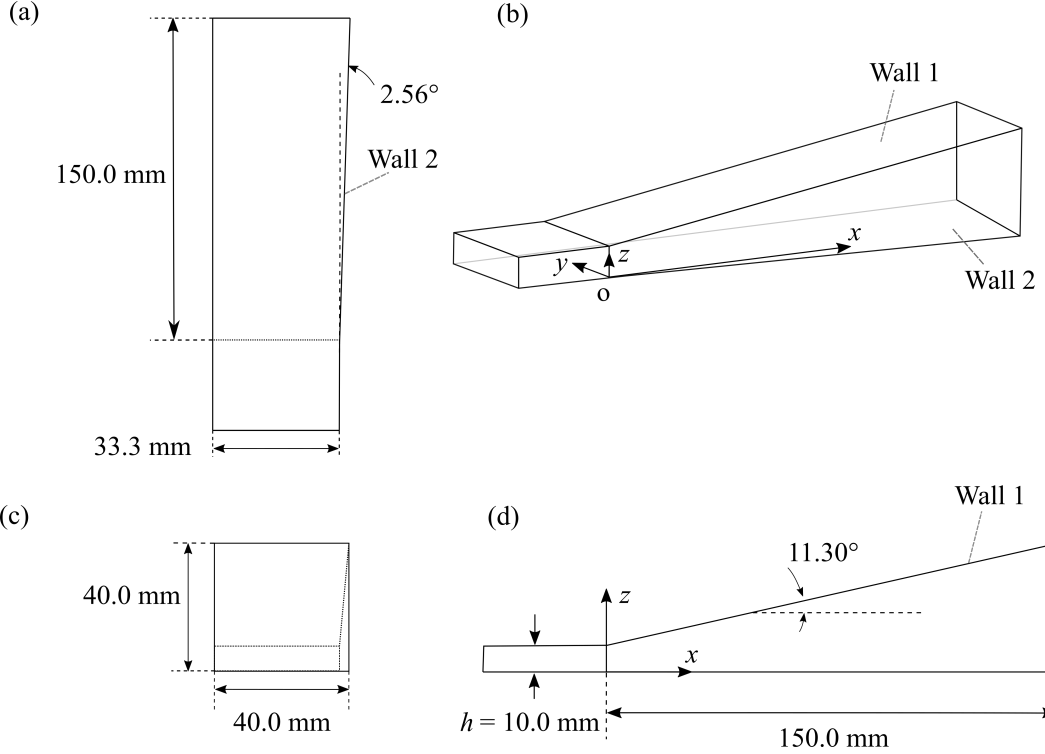 (a)
2.56°
Wall 2
150.0 mm
33.3 mm
(b)
Wall 1
x
z
y
o
Wall 2
(c)
40.0 mm
40.0 mm
(d)
Wall 1
11.30°
z
x
h = 10.0 mm
150.0 mm